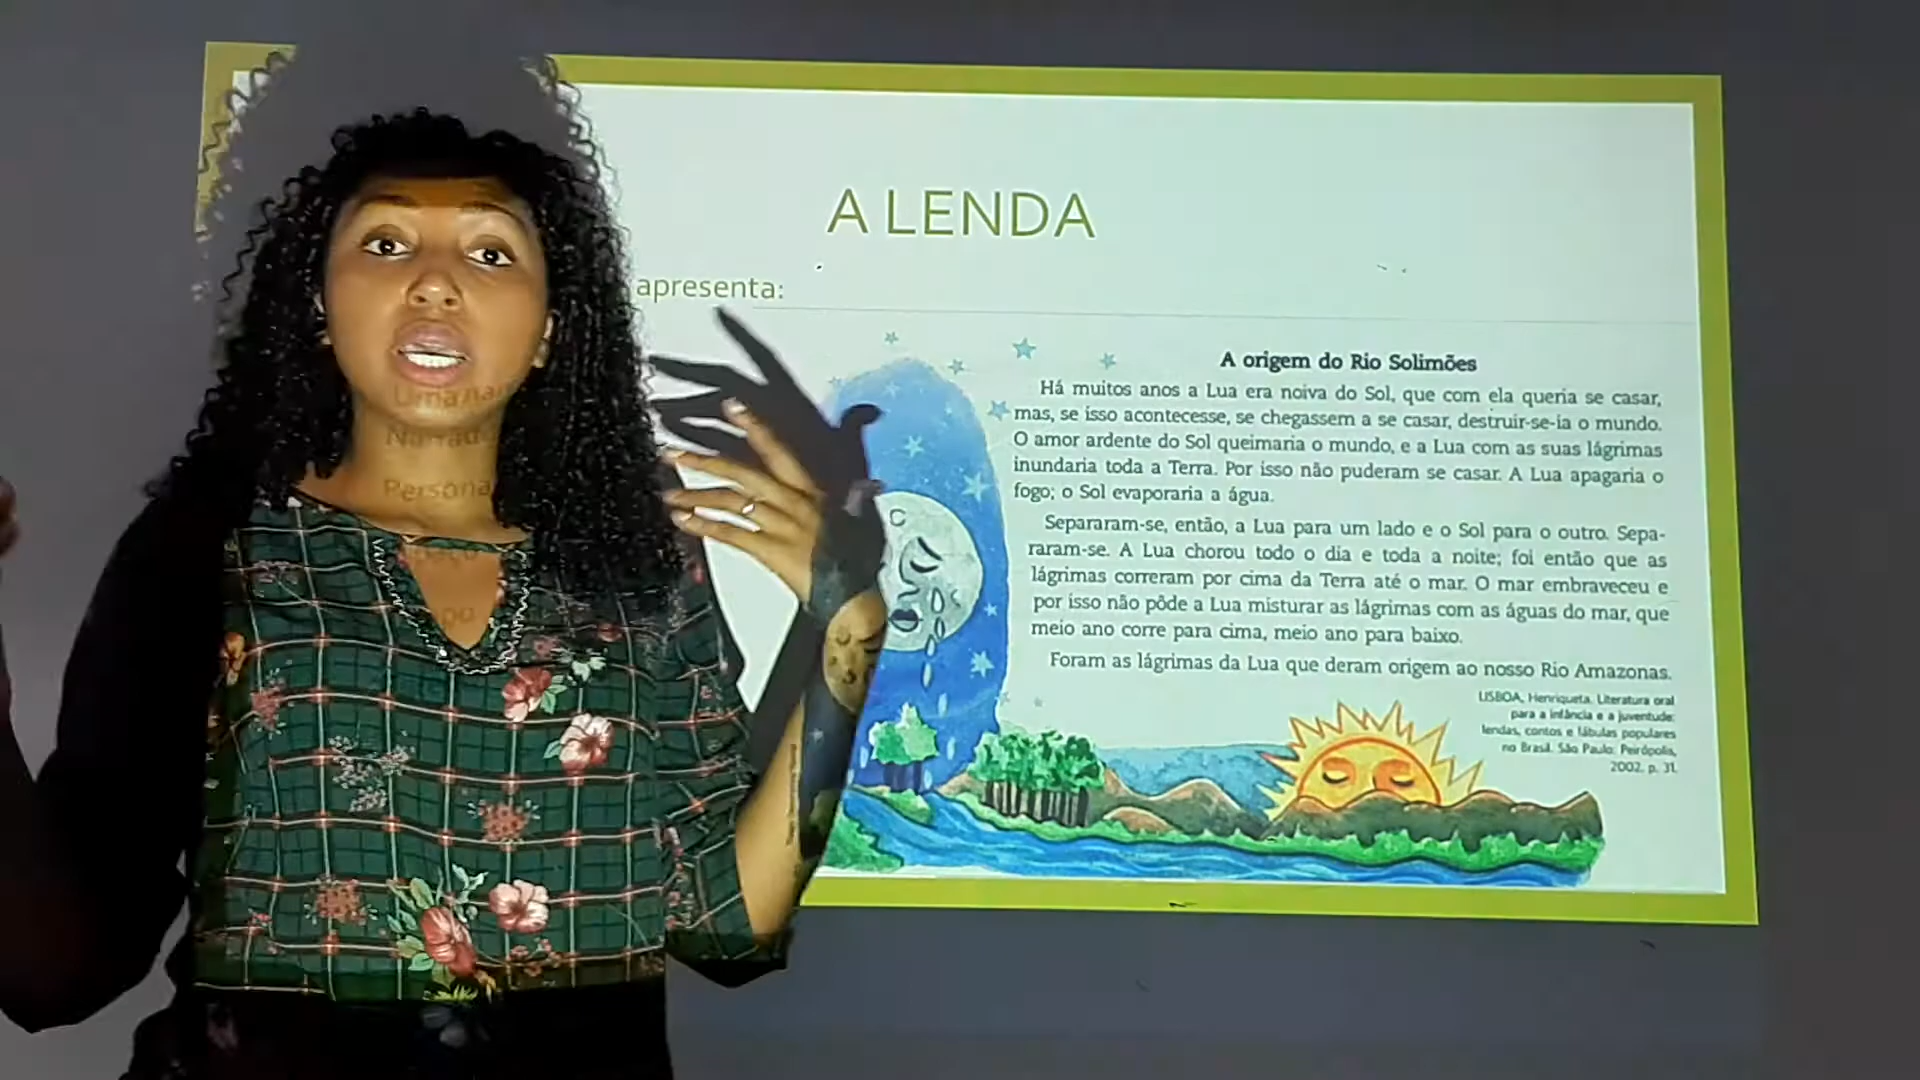 A LENDA
apresenta:
Uma
Narrado
Persona
A origem do Rio Solimões
Há muitos anos a Lua era noiva do Sol, que com ela queria se casar,
mas, se isso acontecesse, se chegassem a se casar, destruir-se-ia o mundo.
O amor ardente do Sol queimaria o mundo, e a Lua com as suas lágrimas
inundaria toda a Terra. Por isso não puderam se casar. A Lua apagaria o
fogo; o Sol evaporaria a água.
Separaram-se, então, a Lua para um lado e o Sol para o outro. Sepa-
raram-se. A Lua chorou todo o dia e toda a noite; foi então que as
lágrimas correram por cima da Terra até o mar. O mar embraveceu e
por isso não pôde a Lua misturar as lágrimas com as águas do mar, que
meio ano corre para cima, meio ano para baixo.
Foram as lágrimas da Lua que deram origem ao nosso Rio Amazonas.
LISBOA, Henriqueta. Literatura oral
para a infância e a juventude:
lendas, contos e fábulas populares
no Brasil. São Paulo: Peirópolis,
2002. p. 31.